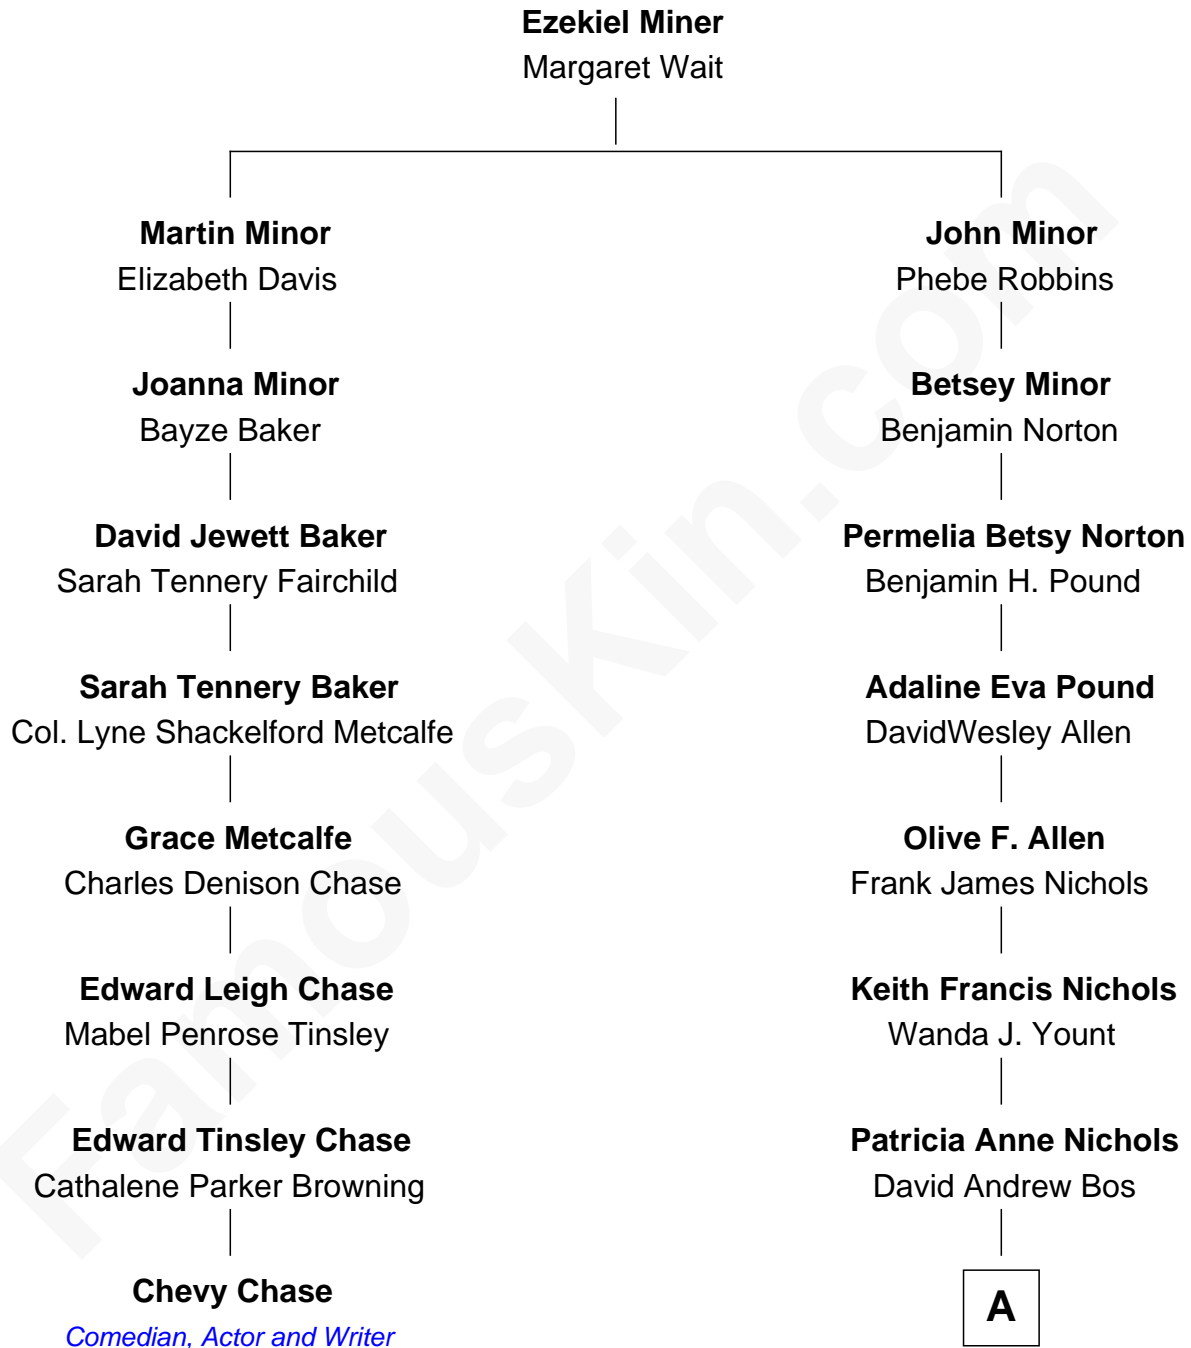 Ezekiel Miner
Margaret Wait
Martin Minor
Elizabeth Davis
Joanna Minor
Bayze Baker
David Jewett Baker
Sarah Tennery Fairchild
Sarah Tennery Baker
Col. Lyne Shackelford Metcalfe
Grace Metcalfe
Charles Denison Chase
Edward Leigh Chase
Mabel Penrose Tinsley
Edward Tinsley Chase
Cathalene Parker Browning
Chevy Chase
Comedian, Actor and Writer
John Minor
Phebe Robbins
Betsey Minor
Benjamin Norton
Permelia Betsy Norton
Benjamin H. Pound
Adaline Eva Pound
DavidWesley Allen
Olive F. Allen
Frank James Nichols
Keith Francis Nichols
Wanda J. Yount
Patricia Anne Nichols
David Andrew Bos
A
FamousKin.com